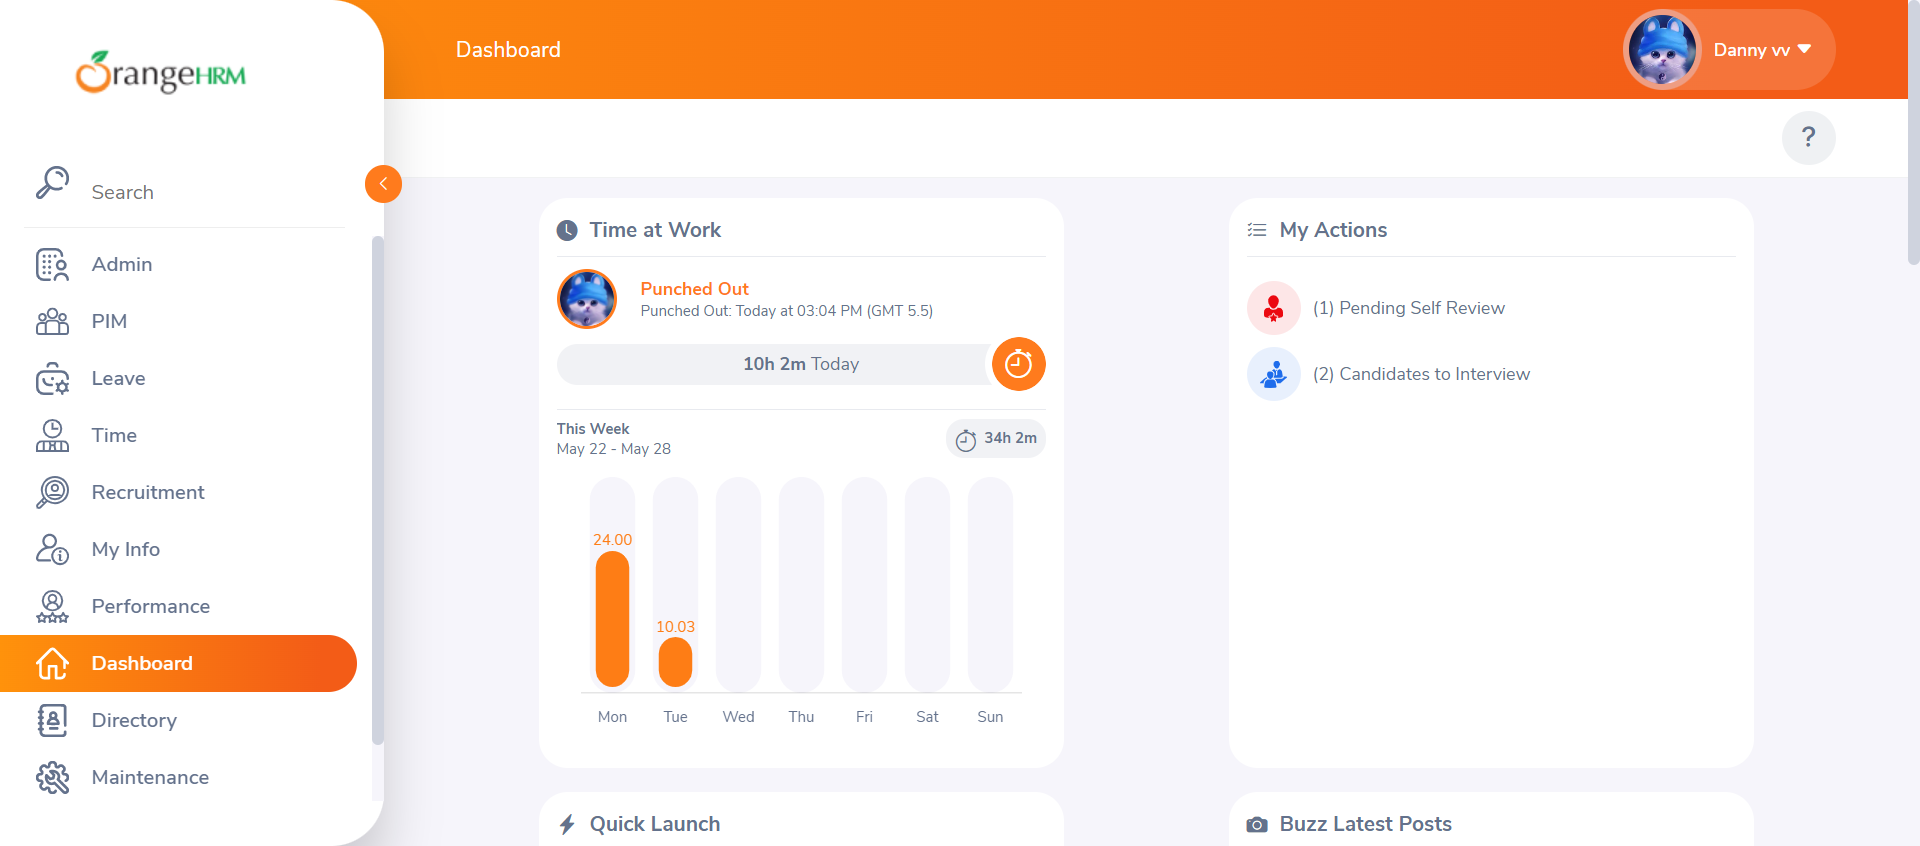 OrangeHRM
Dashboard
Danny vv
?
Search
Admin
PIM
Leave
Time
Recruitment
My Info
Performance
Dashboard
Directory
Maintenance
Time at Work
Punched Out
Punched Out: Today at 03:04 PM (GMT 5.5)
10h 2m Today
This Week
May 22 - May 28
34h 2m
24.00
10.03
Mon Tue Wed Thu Fri Sat Sun
My Actions
(1) Pending Self Review
(2) Candidates to Interview
Quick Launch
Buzz Latest Posts